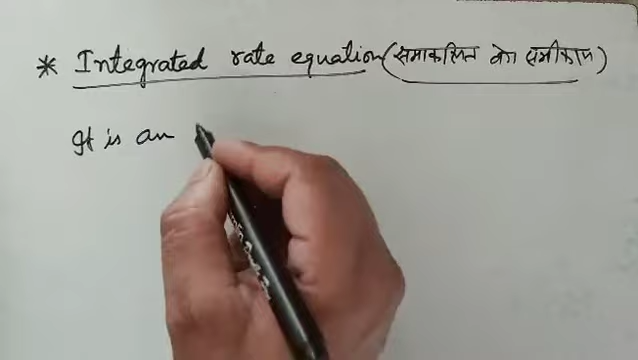 * Integrated rate equation (समाकलित वेग समीकरण)
It is an